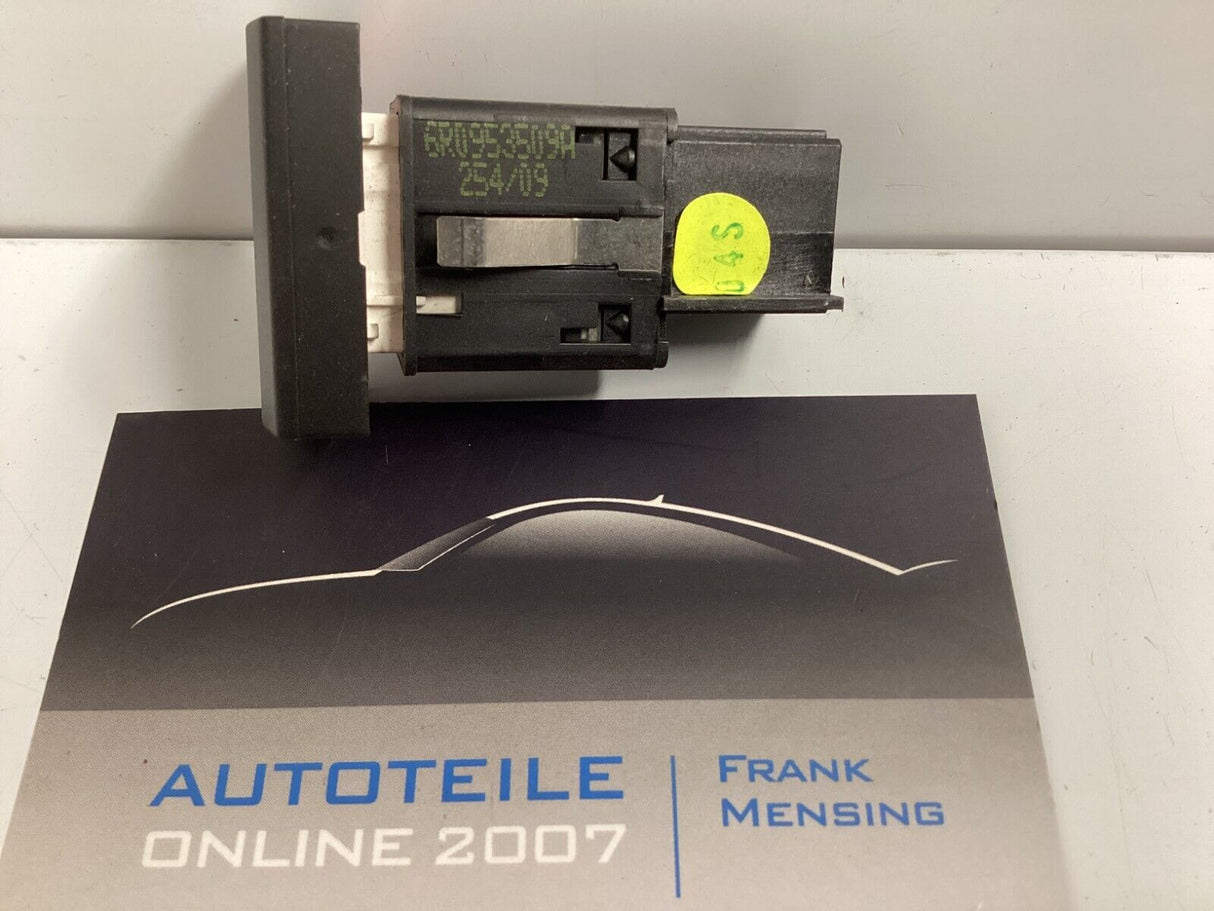 6R0953509A
254/09
04S
AUTOTEILE
ONLINE 2007
FRANK
MENSING